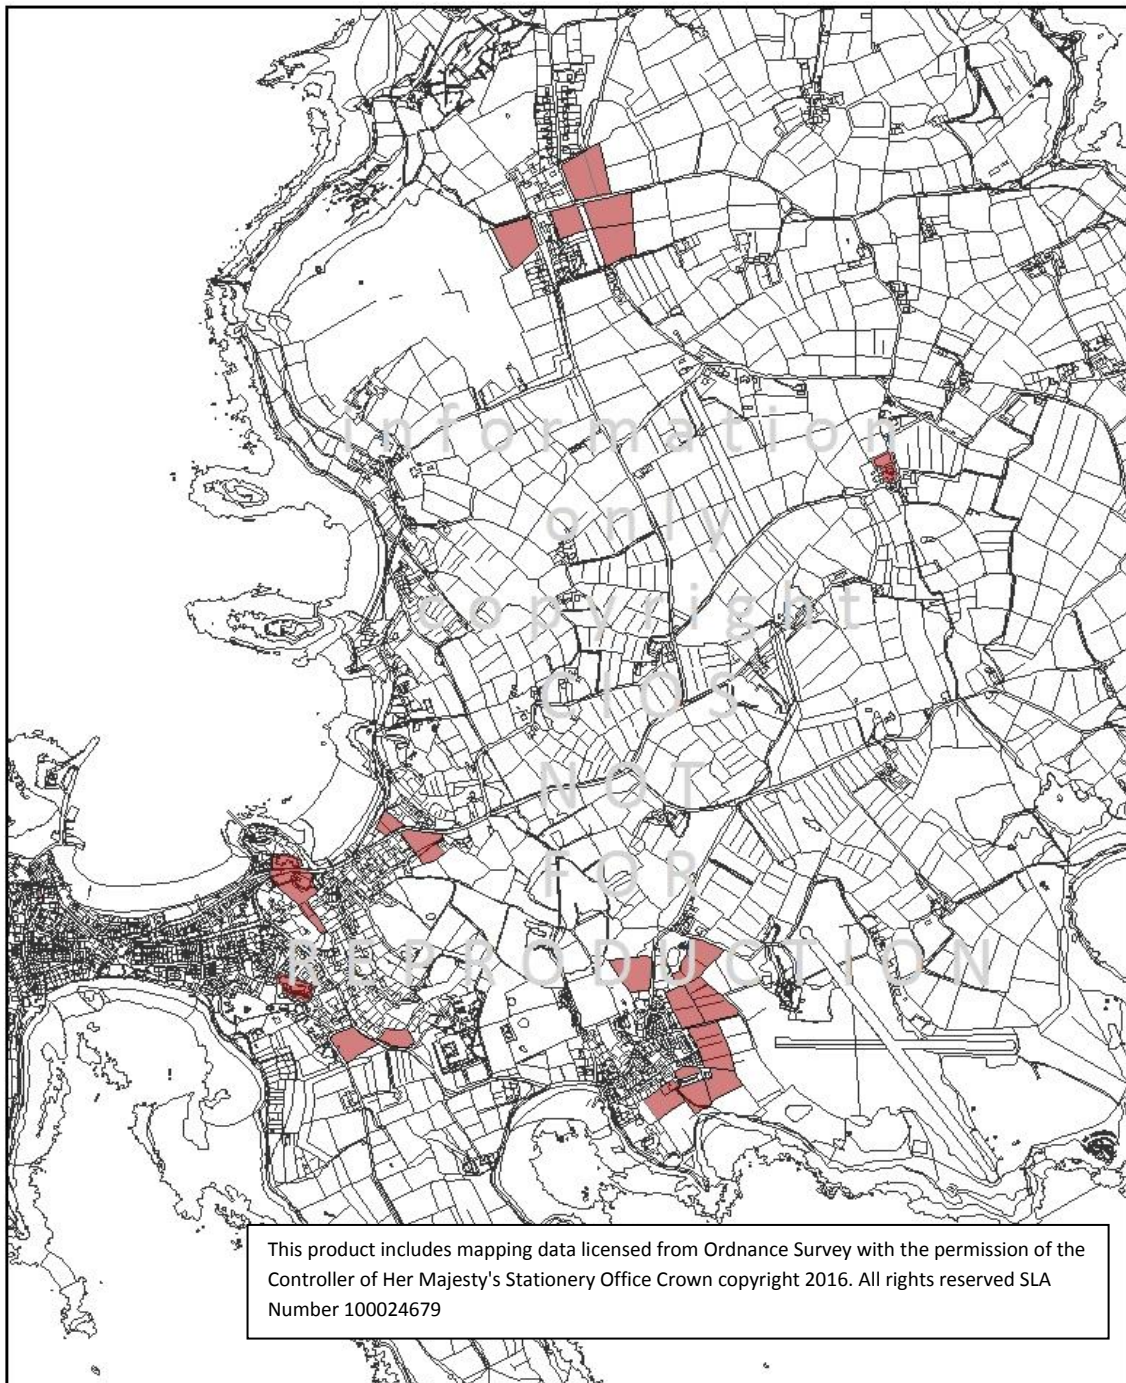 information
only
copyright
CIOS
NOT
FOR
REPRODUCTION
This product includes mapping data licensed from Ordnance Survey with the permission of the
Controller of Her Majesty's Stationery Office Crown copyright 2016. All rights reserved SLA
Number 100024679